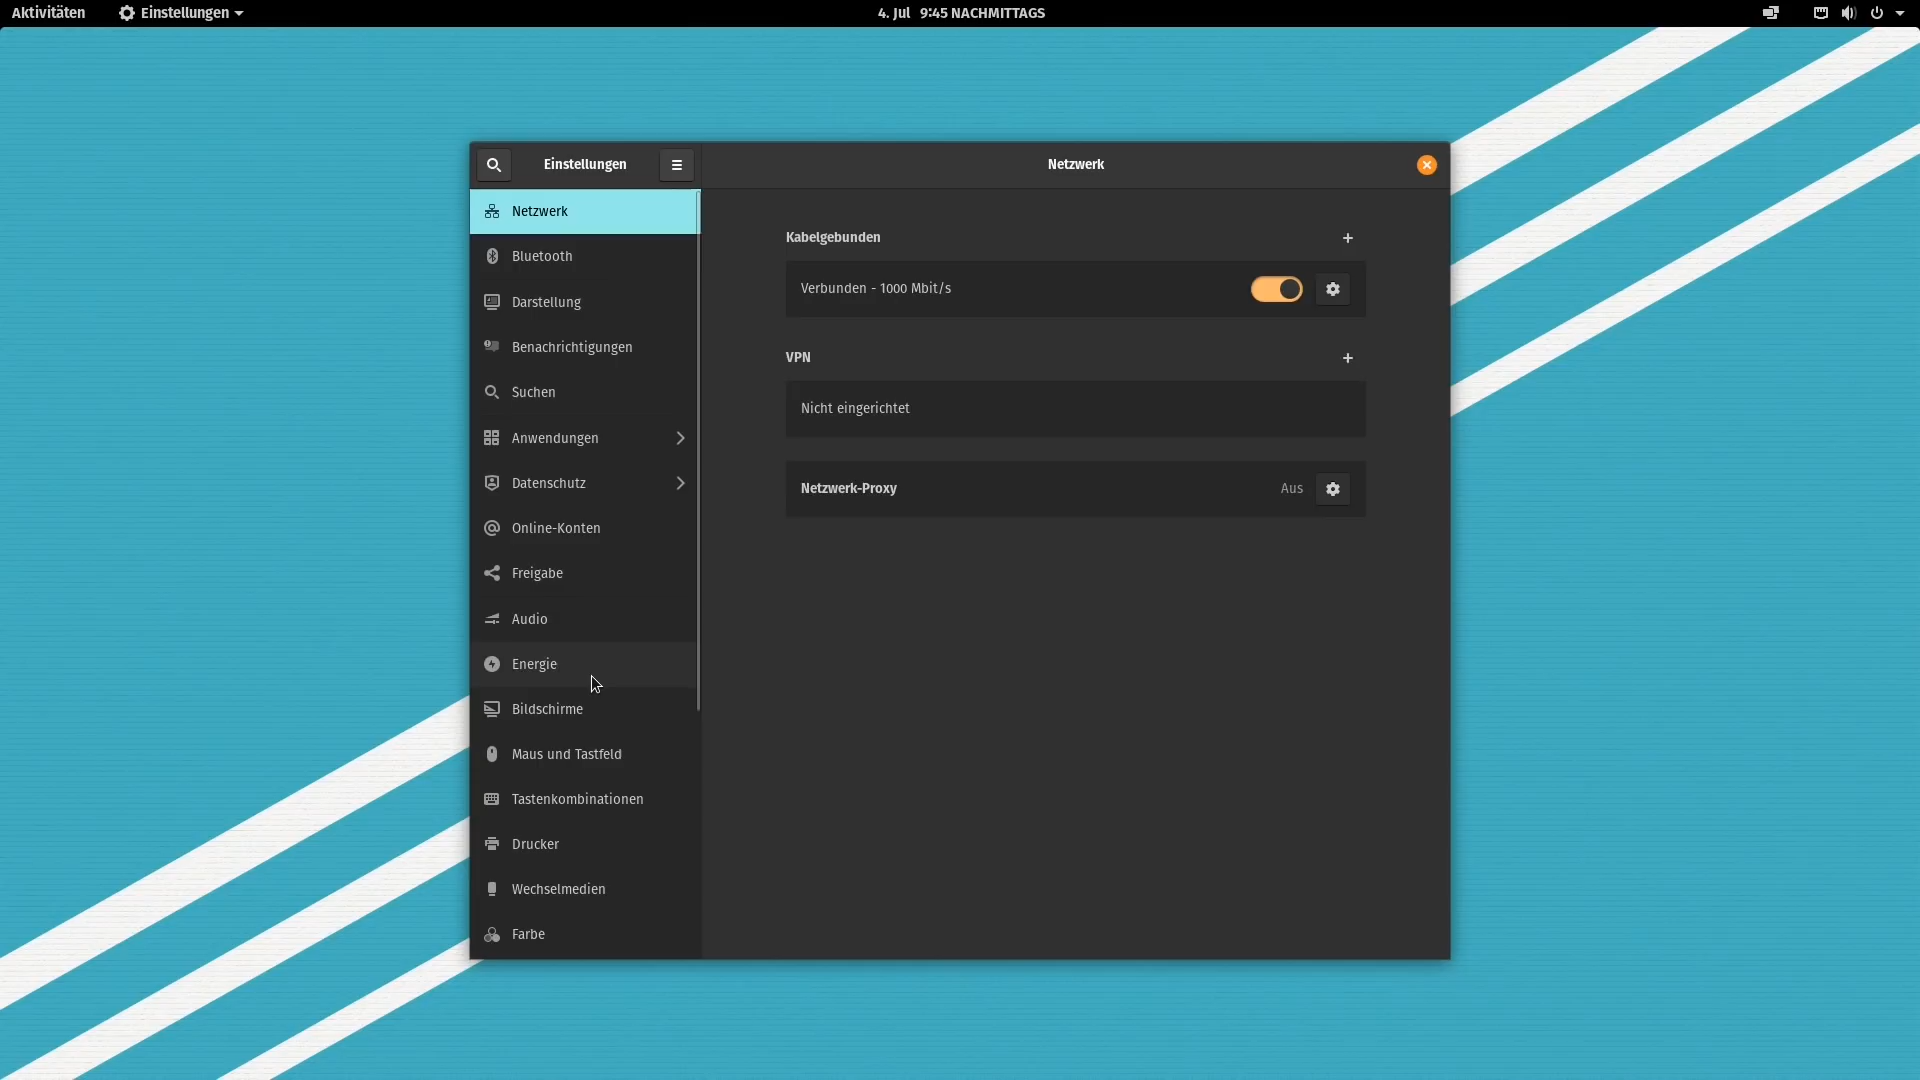 Aktivitäten
Einstellungen
4. Jul 9:45 NACHMITTAGS
Einstellungen
Netzwerk
Netzwerk
Bluetooth
Darstellung
Benachrichtigungen
Suchen
Anwendungen
Datenschutz
Online-Konten
Freigabe
Audio
Energie
Bildschirme
Maus und Tastfeld
Tastenkombinationen
Drucker
Wechselmedien
Farbe
Kabelgebunden
Verbunden - 1000 Mbit/s
VPN
Nicht eingerichtet
Netzwerk-Proxy Aus